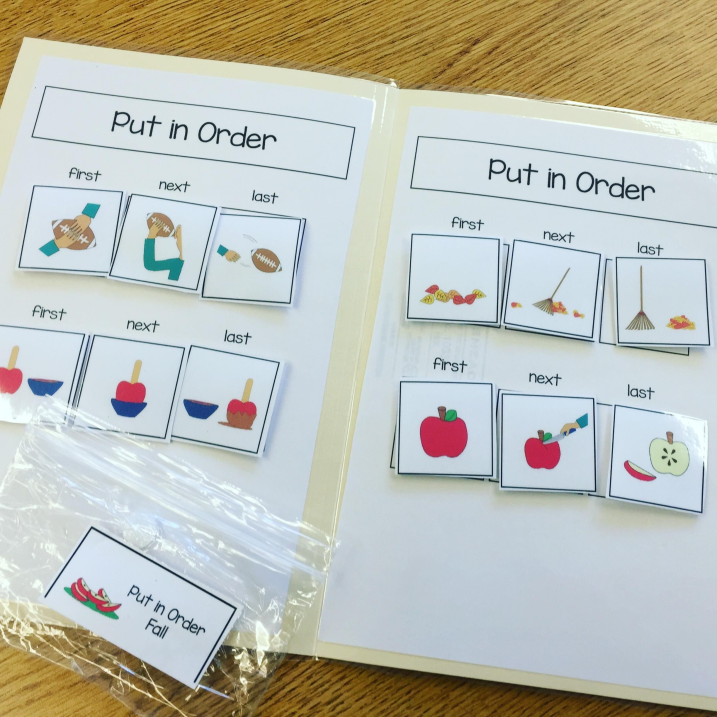 Put in Order
first next last
first next last
Put in Order
first next last
first next last
Put in Order
Fall